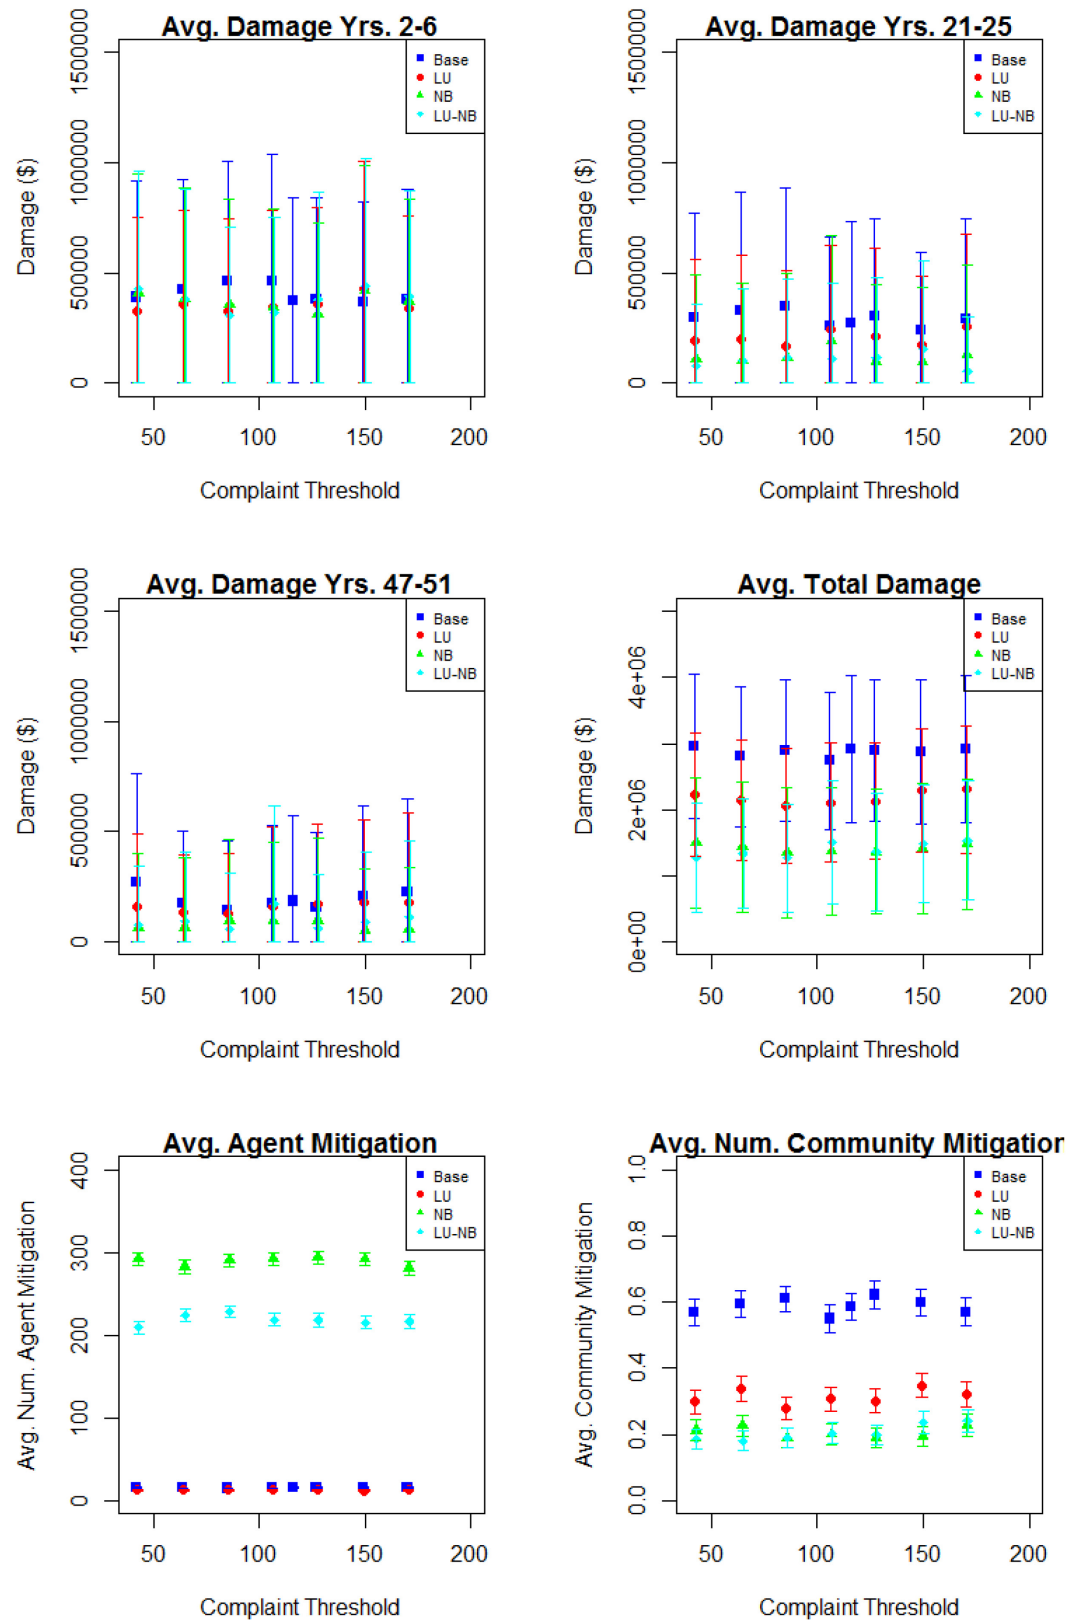 Avg. Damage Yrs. 2-6
Damage ($)
1500000
1000000
500000
0
Base
LU
NB
LU-NB
50 100 150 200
Complaint Threshold
Avg. Damage Yrs. 21-25
Damage ($)
1500000
1000000
500000
0
Base
LU
NB
LU-NB
50 100 150 200
Complaint Threshold
Avg. Damage Yrs. 47-51
Damage ($)
1500000
1000000
500000
0
Base
LU
NB
LU-NB
50 100 150 200
Complaint Threshold
Avg. Total Damage
Damage ($)
4e+06
2e+06
0e+00
Base
LU
NB
LU-NB
50 100 150 200
Complaint Threshold
Avg. Agent Mitigation
Avg. Num. Agent Mitigation
400
300
200
100
0
Base
LU
NB
LU-NB
50 100 150 200
Complaint Threshold
Avg. Num. Community Mitigation
Avg. Community Mitigation
1.0
0.8
0.6
0.4
0.2
0.0
Base
LU
NB
LU-NB
50 100 150 200
Complaint Threshold